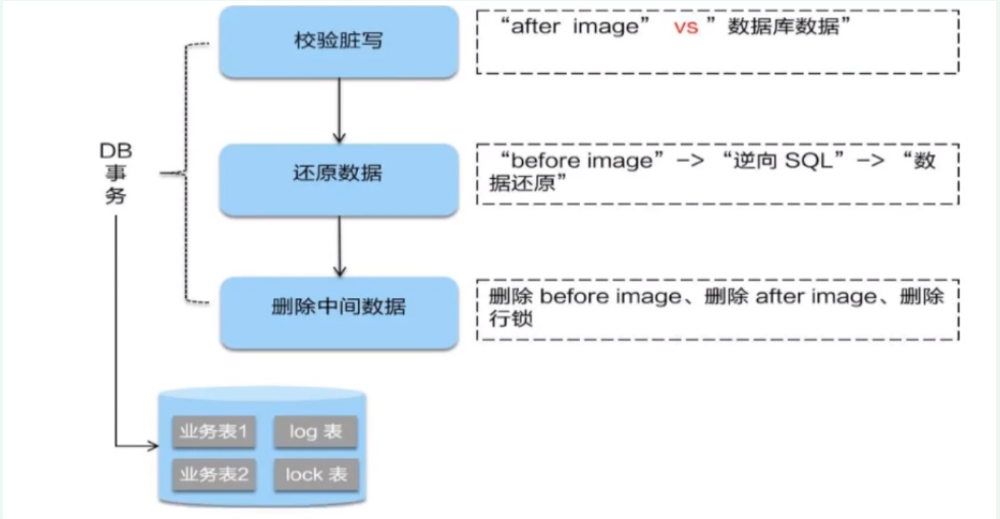 校验脏写
“after image” vs ”数据库数据”
DB
事
务
还原数据
“before image”–>“逆向 SQL”–>“数
据还原”
删除中间数据
删除 before image、删除 after image、删除
行锁
业务表1
log 表
业务表2
lock 表